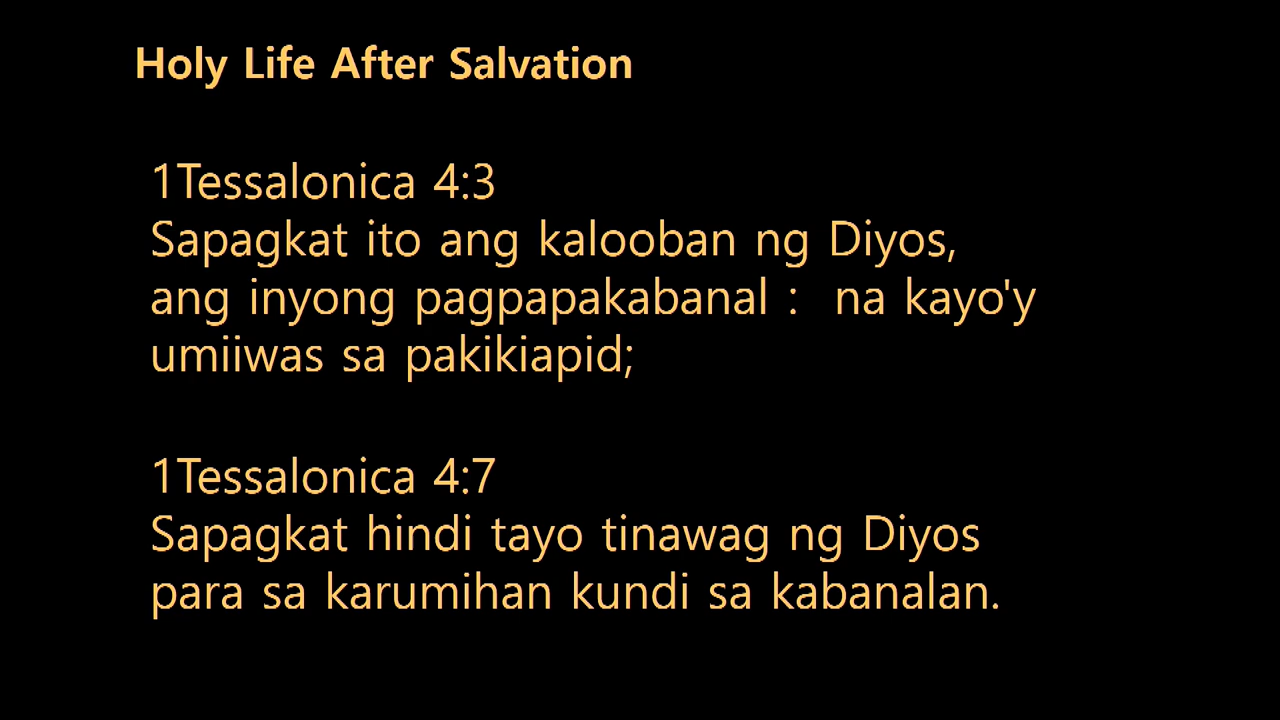 Holy Life After Salvation
1Tessalonica 4:3
Sapagkat ito ang kalooban ng Diyos,
ang inyong pagpapakabanal :  na kayo'y
umiiwas sa pakikiapid;
1Tessalonica 4:7
Sapagkat hindi tayo tinawag ng Diyos
para sa karumihan kundi sa kabanalan.